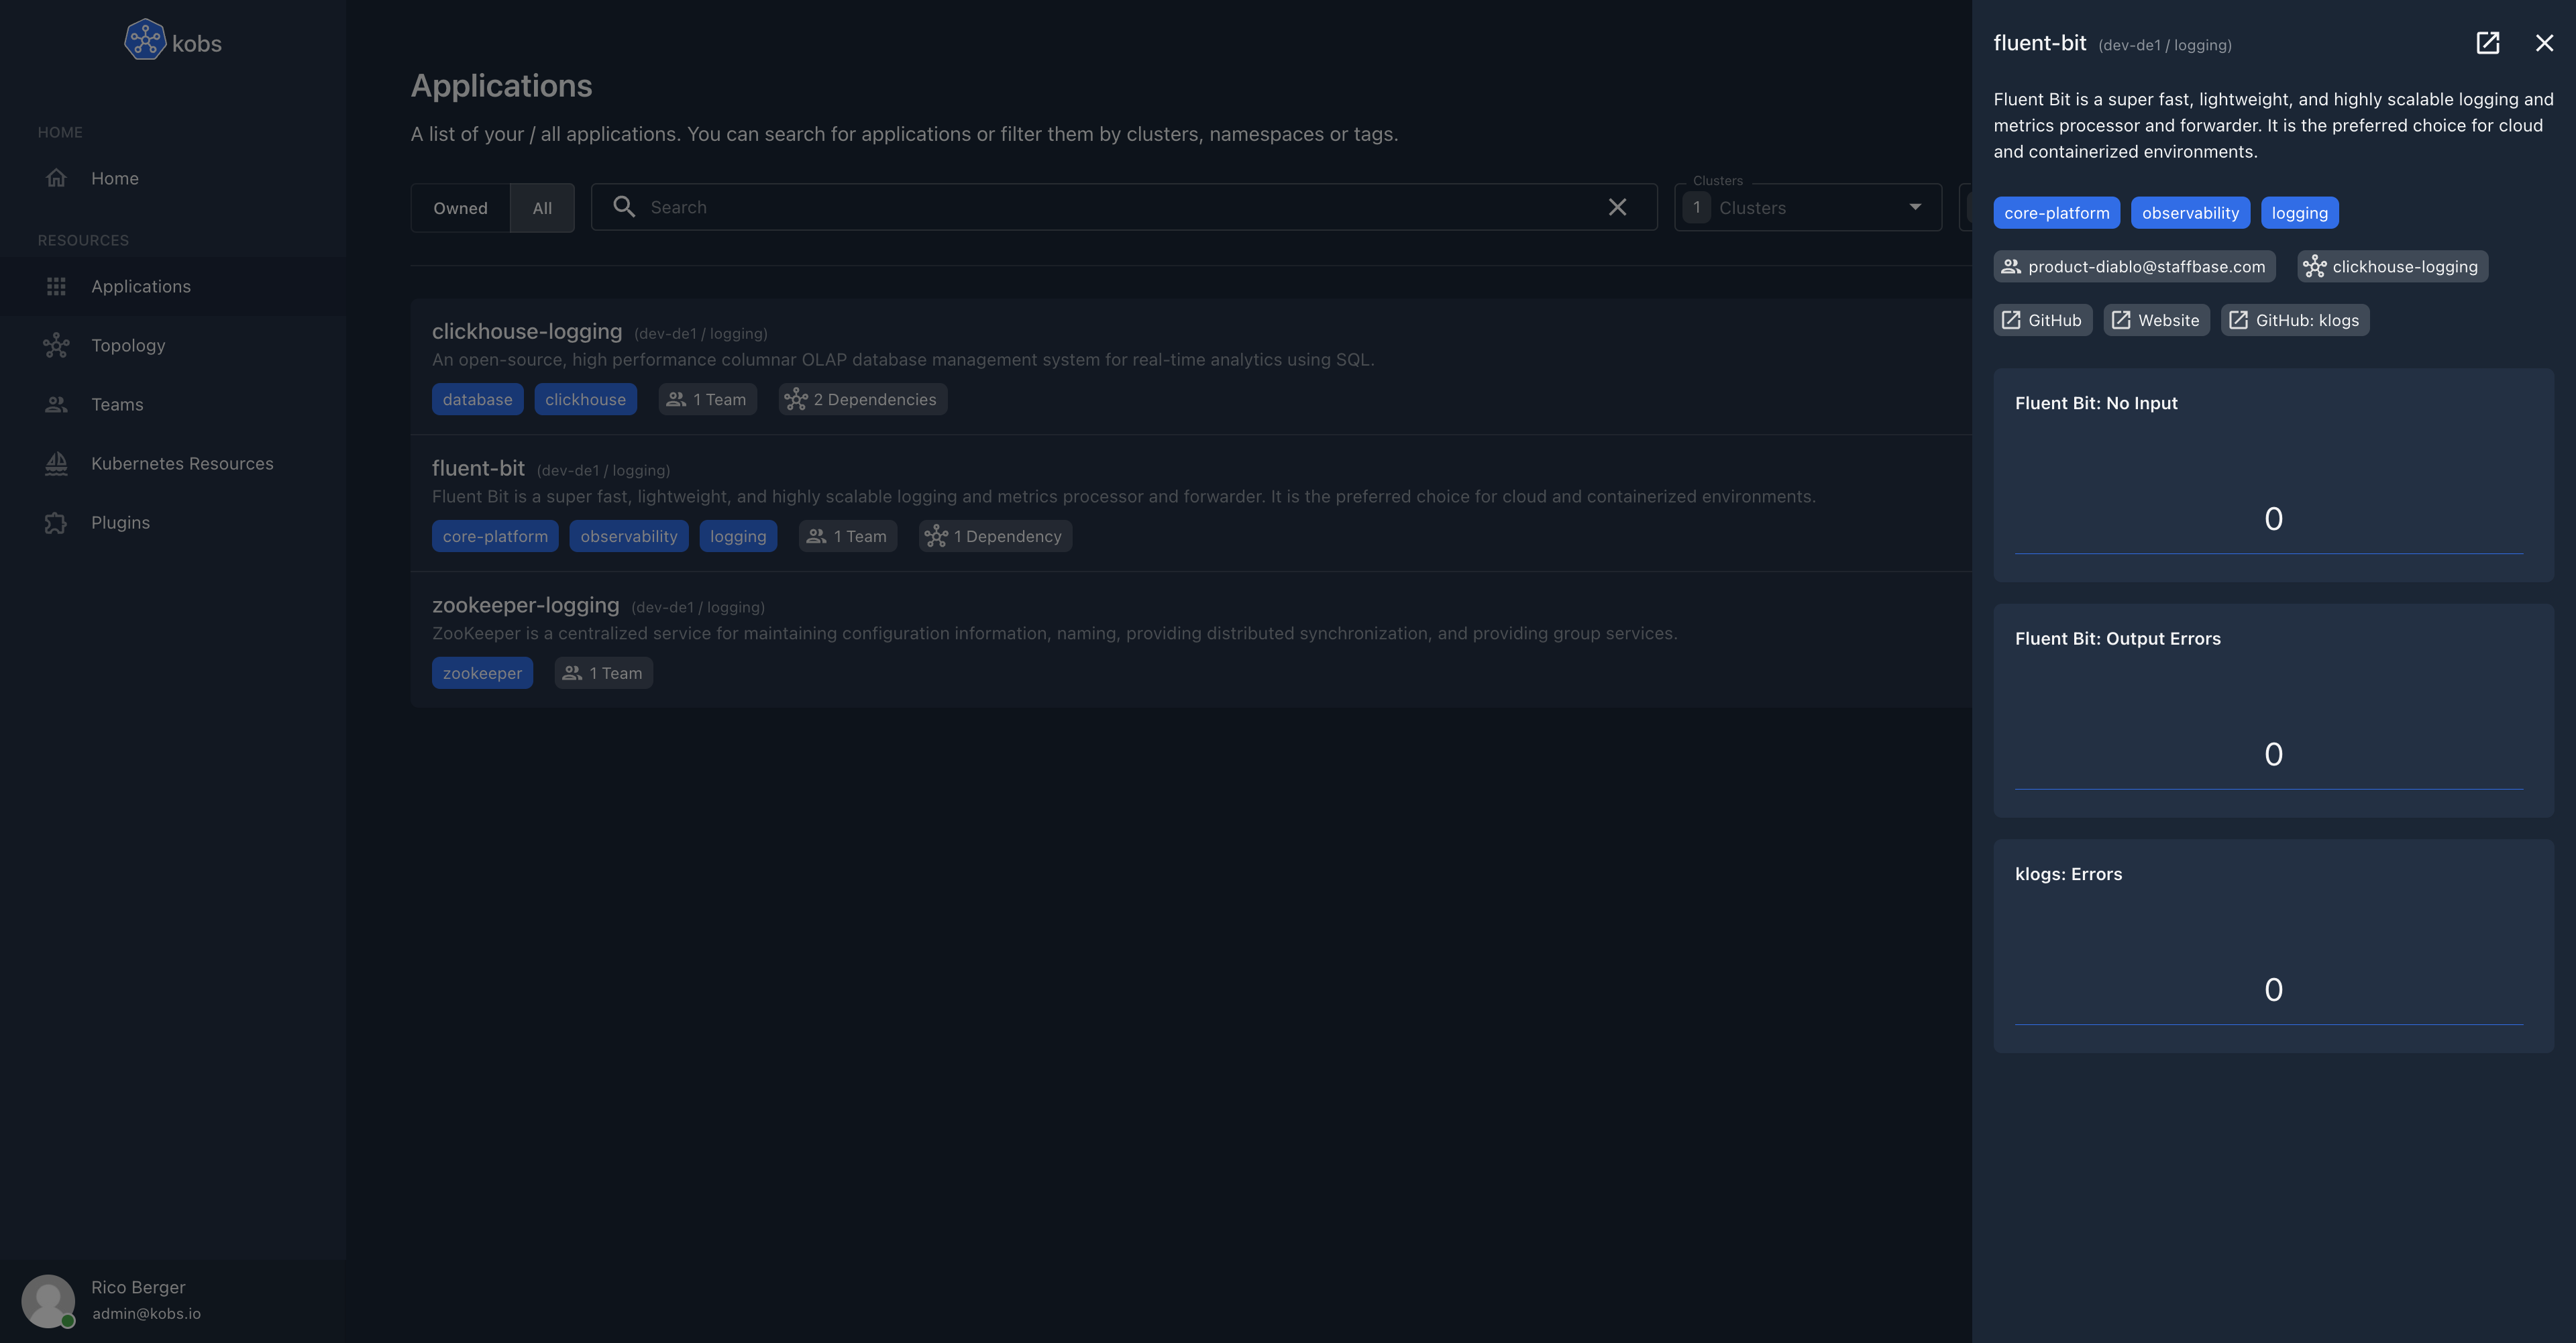 kobs
HOME
Home
RESOURCES
Applications
Topology
Teams
Kubernetes Resources
Plugins
Rico Berger
admin@kobs.io
Applications
A list of your / all applications. You can search for applications or filter them by clusters, namespaces or tags.
Owned All Search Clusters 1 Clusters
clickhouse-logging (dev-de1 / logging)
An open-source, high performance columnar OLAP database management system for real-time analytics using SQL.
database clickhouse 1 Team 2 Dependencies
fluent-bit (dev-de1 / logging)
Fluent Bit is a super fast, lightweight, and highly scalable logging and metrics processor and forwarder. It is the preferred choice for cloud and containerized environments.
core-platform observability logging 1 Team 1 Dependency
zookeeper-logging (dev-de1 / logging)
ZooKeeper is a centralized service for maintaining configuration information, naming, providing distributed synchronization, and providing group services.
zookeeper 1 Team
fluent-bit (dev-de1 / logging)
Fluent Bit is a super fast, lightweight, and highly scalable logging and
metrics processor and forwarder. It is the preferred choice for cloud
and containerized environments.
core-platform observability logging
product-diablo@staffbase.com clickhouse-logging
GitHub Website GitHub: klogs
Fluent Bit: No Input
0
Fluent Bit: Output Errors
0
klogs: Errors
0